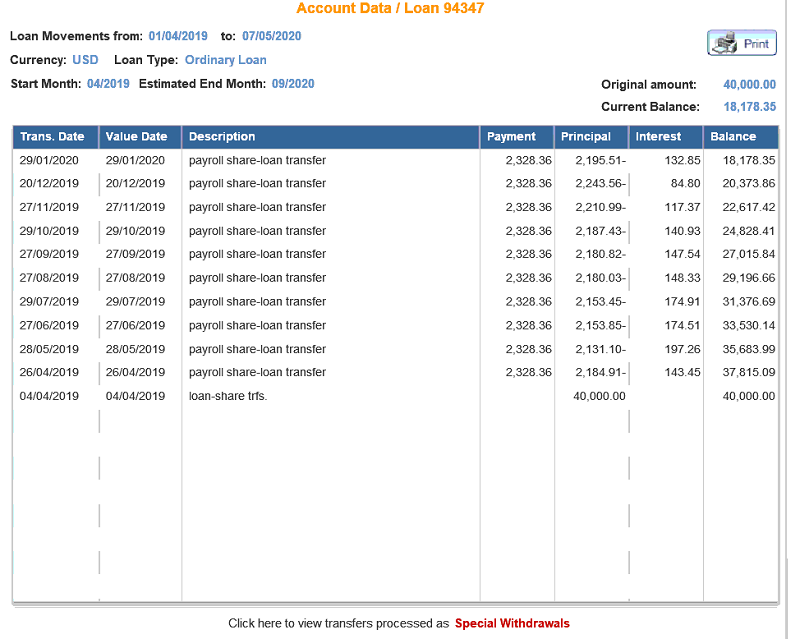 Account Data / Loan 94347
Loan Movements from: 01/04/2019 to: 07/05/2020
Print
Currency: USD Loan Type: Ordinary Loan
Start Month: 04/2019 Estimated End Month: 09/2020
Original amount: 40,000.00
Current Balance: 18,178.35
Trans. Date Value Date Description Payment Principal Interest Balance
29/01/2020 29/01/2020 payroll share-loan transfer 2,328.36 2,195.51- 132.85 18,178.35
20/12/2019 20/12/2019 payroll share-loan transfer 2,328.36 2,243.56- 84.80 20,373.86
27/11/2019 27/11/2019 payroll share-loan transfer 2,328.36 2,210.99- 117.37 22,617.42
29/10/2019 29/10/2019 payroll share-loan transfer 2,328.36 2,187.43- 140.93 24,828.41
27/09/2019 27/09/2019 payroll share-loan transfer 2,328.36 2,180.82- 147.54 27,015.84
27/08/2019 27/08/2019 payroll share-loan transfer 2,328.36 2,180.03- 148.33 29,196.66
29/07/2019 29/07/2019 payroll share-loan transfer 2,328.36 2,153.45- 174.91 31,376.69
27/06/2019 27/06/2019 payroll share-loan transfer 2,328.36 2,153.85- 174.51 33,530.14
28/05/2019 28/05/2019 payroll share-loan transfer 2,328.36 2,131.10- 197.26 35,683.99
26/04/2019 26/04/2019 payroll share-loan transfer 2,328.36 2,184.91- 143.45 37,815.09
04/04/2019 04/04/2019 loan-share trfs. 40,000.00 40,000.00
Click here to view transfers processed as Special Withdrawals